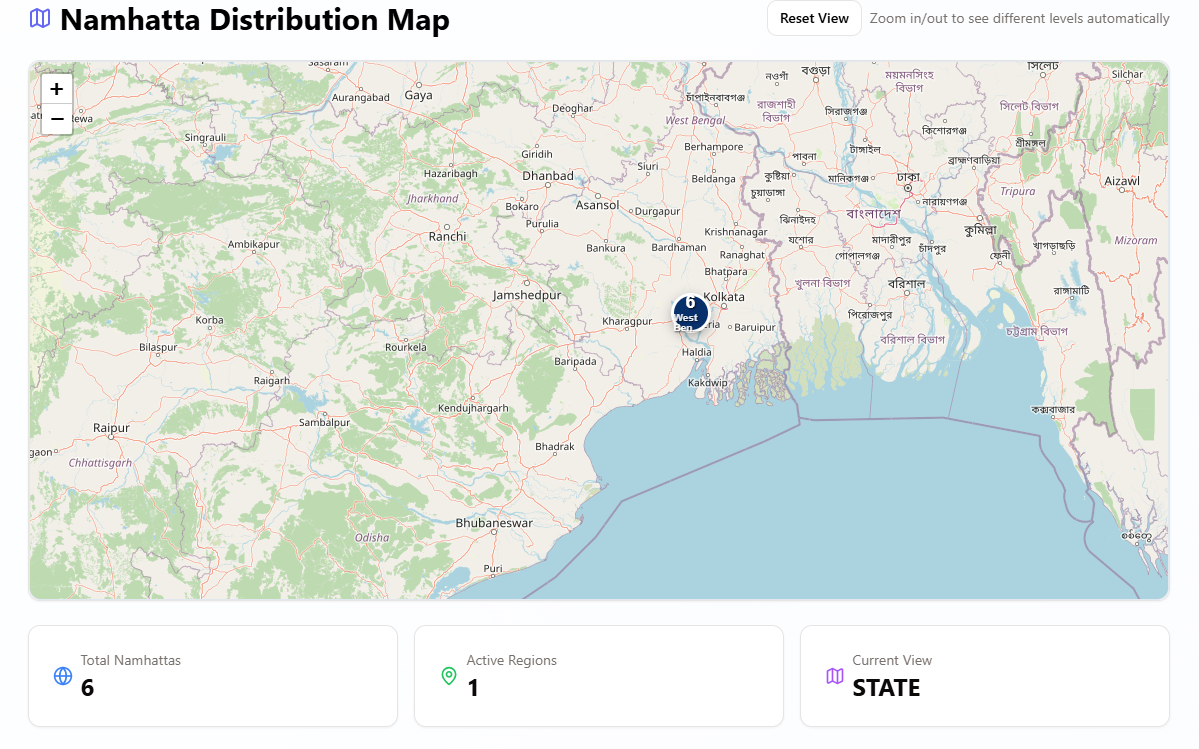 Namhatta Distribution Map
Reset View
Zoom in/out to see different levels automatically
+
−
Aurangabad
Gaya
Deoghar
West Bengal
চাঁপাইনবাবগঞ্জ
নওগাঁ
বগুড়া
ময়মনসিংহ
বিভাগ
সিলেট
Silchar
রাজশাহী
বিভাগ
সিরাজগঞ্জ
সিলেট বিভাগ
Singrauli
Giridih
Berhampore
কিশোরগঞ্জ
শ্রীমঙ্গল
Hazaribagh
Dhanbad
Siuri
Beldanga
পাবনা
টাঙ্গাইল
ব্রাহ্মণবাড়িয়া
কুষ্টিয়া
মানিকগঞ্জ
ঢাকা
Aizawl
Jharkhand
Bokaro
Asansol
Durgapur
চুয়াডাঙ্গা
নারায়ণগঞ্জ
Tripura
Purulia
ঝিনাইদহ
বাংলাদেশ
Ranchi
Krishnanagar
কুমিল্লা
Ambikapur
Bankura
Bardhaman
যশোর
মাদারীপুর
চাঁদপুর
খাগড়াছড়ি
Mizoram
Ranaghat
গোপালগঞ্জ
ফেনী
Bhatpara
খুলনা বিভাগ
বরিশাল
রাঙ্গামাটি
Jamshedpur
Kolkata
6
West
Ben
Korba
Kharagpur
Baruipur
পিরোজপুর
চট্টগ্রাম বিভাগ
Bilaspur
Rourkela
Haldia
বরিশাল বিভাগ
Baripada
Raigarh
Kakdwip
Kendujhargarh
কক্সবাজার
Raipur
Sambalpur
Bhadrak
Chhattisgarh
Bhubaneswar
Odisha
စစ်တွေ
Puri
Total Namhattas
6
Active Regions
1
Current View
STATE